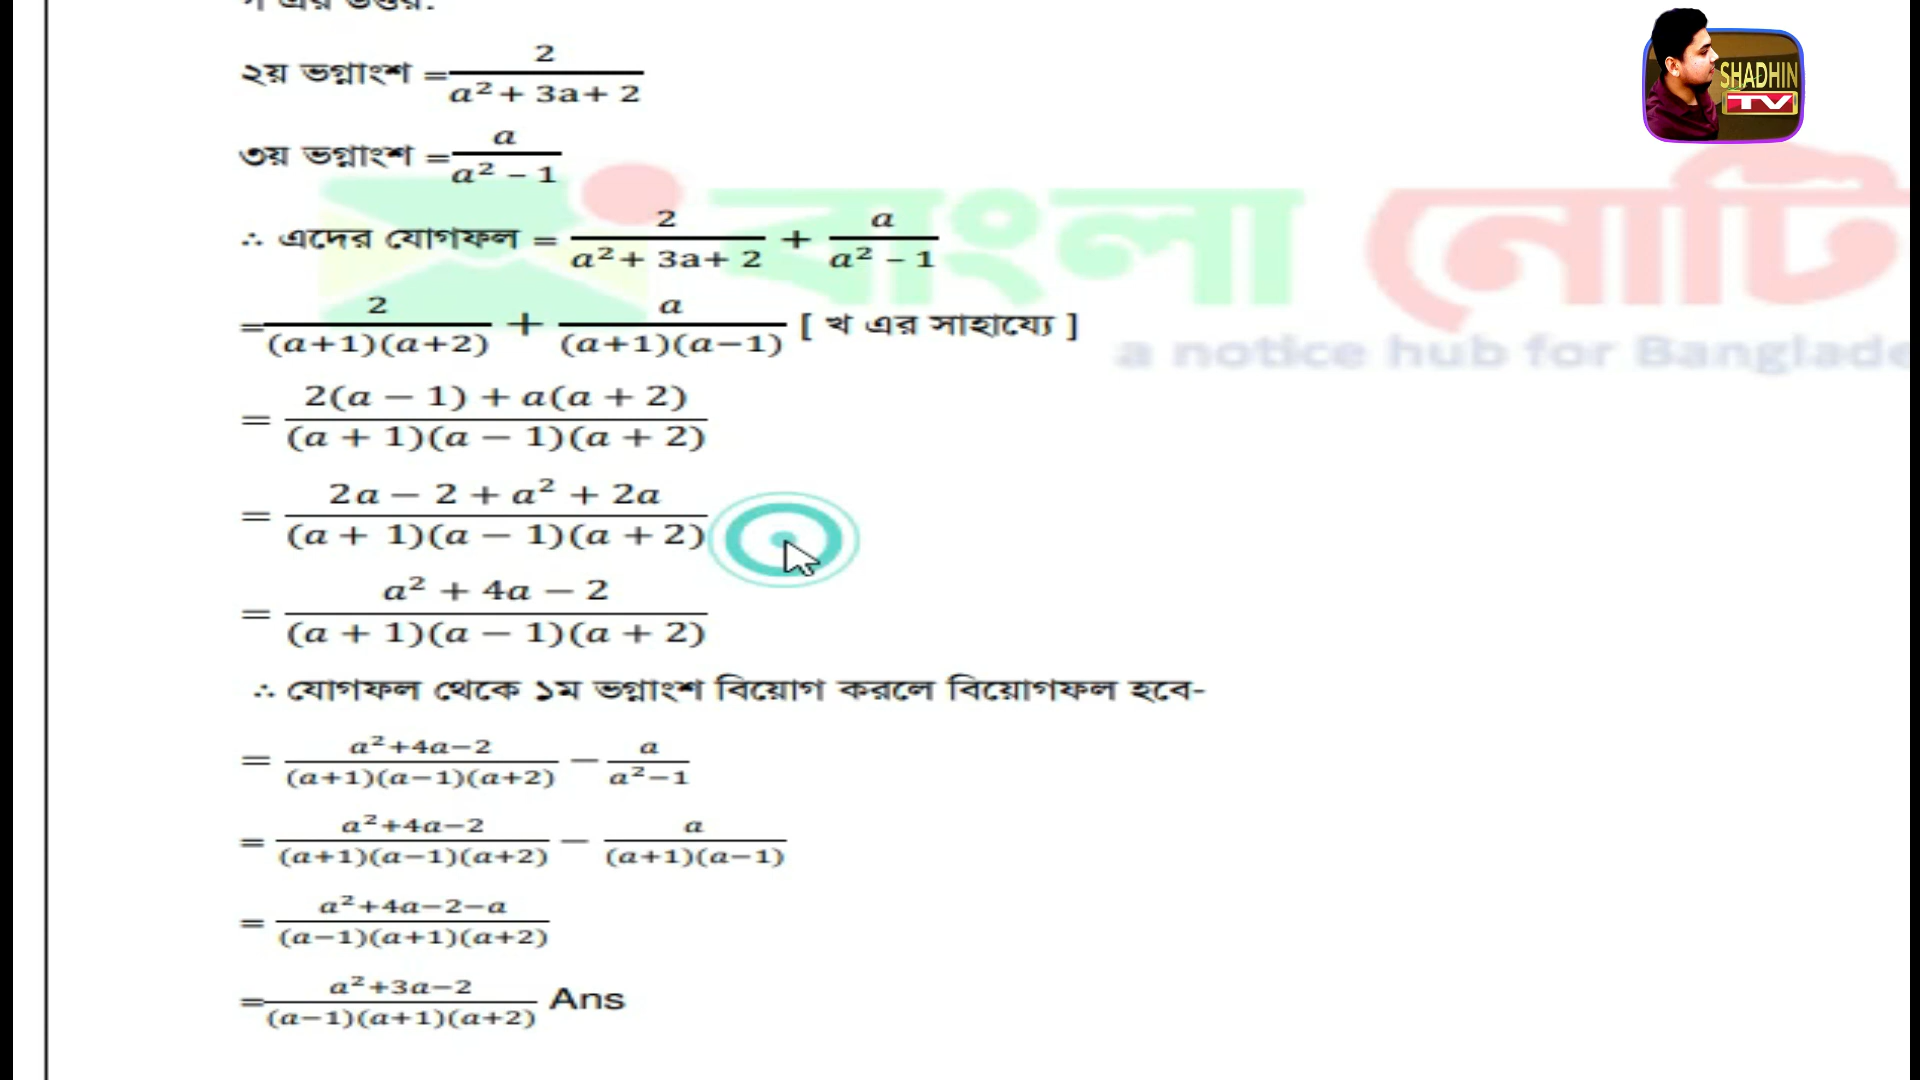 গ এর উত্তর:
২য় ভগ্নাংশ = 2/(a² + 3a + 2)
৩য় ভগ্নাংশ = a/(a² − 1)
∴ এদের যোগফল = 2/(a² + 3a + 2) + a/(a² − 1)
= 2/((a+1)(a+2)) + a/((a+1)(a−1)) [ খ এর সাহায্যে ]
= (2(a − 1) + a(a + 2))/((a + 1)(a − 1)(a + 2))
= (2a − 2 + a² + 2a)/((a + 1)(a − 1)(a + 2))
= (a² + 4a − 2)/((a + 1)(a − 1)(a + 2))
∴ যোগফল থেকে ১ম ভগ্নাংশ বিয়োগ করলে বিয়োগফল হবে-
= (a²+4a−2)/((a+1)(a−1)(a+2)) − a/(a²−1)
= (a²+4a−2)/((a+1)(a−1)(a+2)) − a/((a+1)(a−1))
= (a²+4a−2−a)/((a−1)(a+1)(a+2))
= (a²+3a−2)/((a−1)(a+1)(a+2)) Ans
SHADHIN
TV
বাংলা নোটি
a notice hub for Banglade